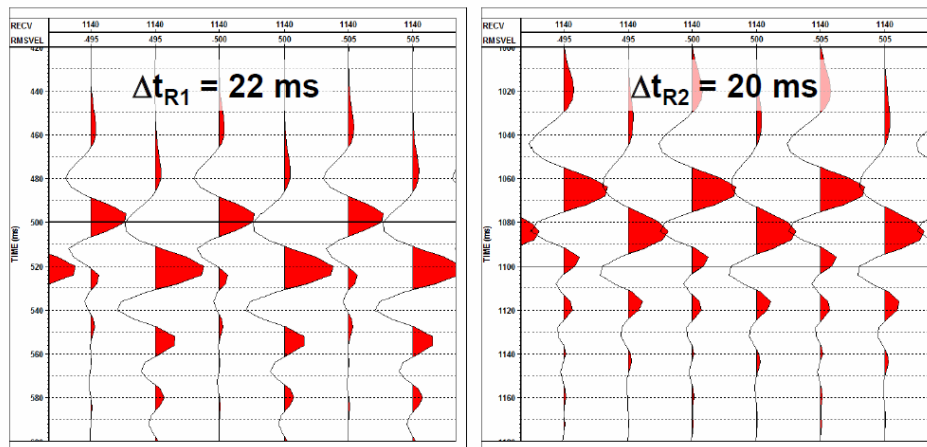 RECV 1140 1140 1140 1140 1140 1140
RMSVEL .495 .495 .500 .500 .505 .505
420
440
460
480
500
520
540
560
580
TIME (ms)
Δt_R1 = 22 ms
RECV 1140 1140 1140 1140 1140 1140
RMSVEL .495 .495 .500 .500 .505 .505
1020
1040
1060
1080
1100
1120
1140
1160
1180
TIME (ms)
Δt_R2 = 20 ms